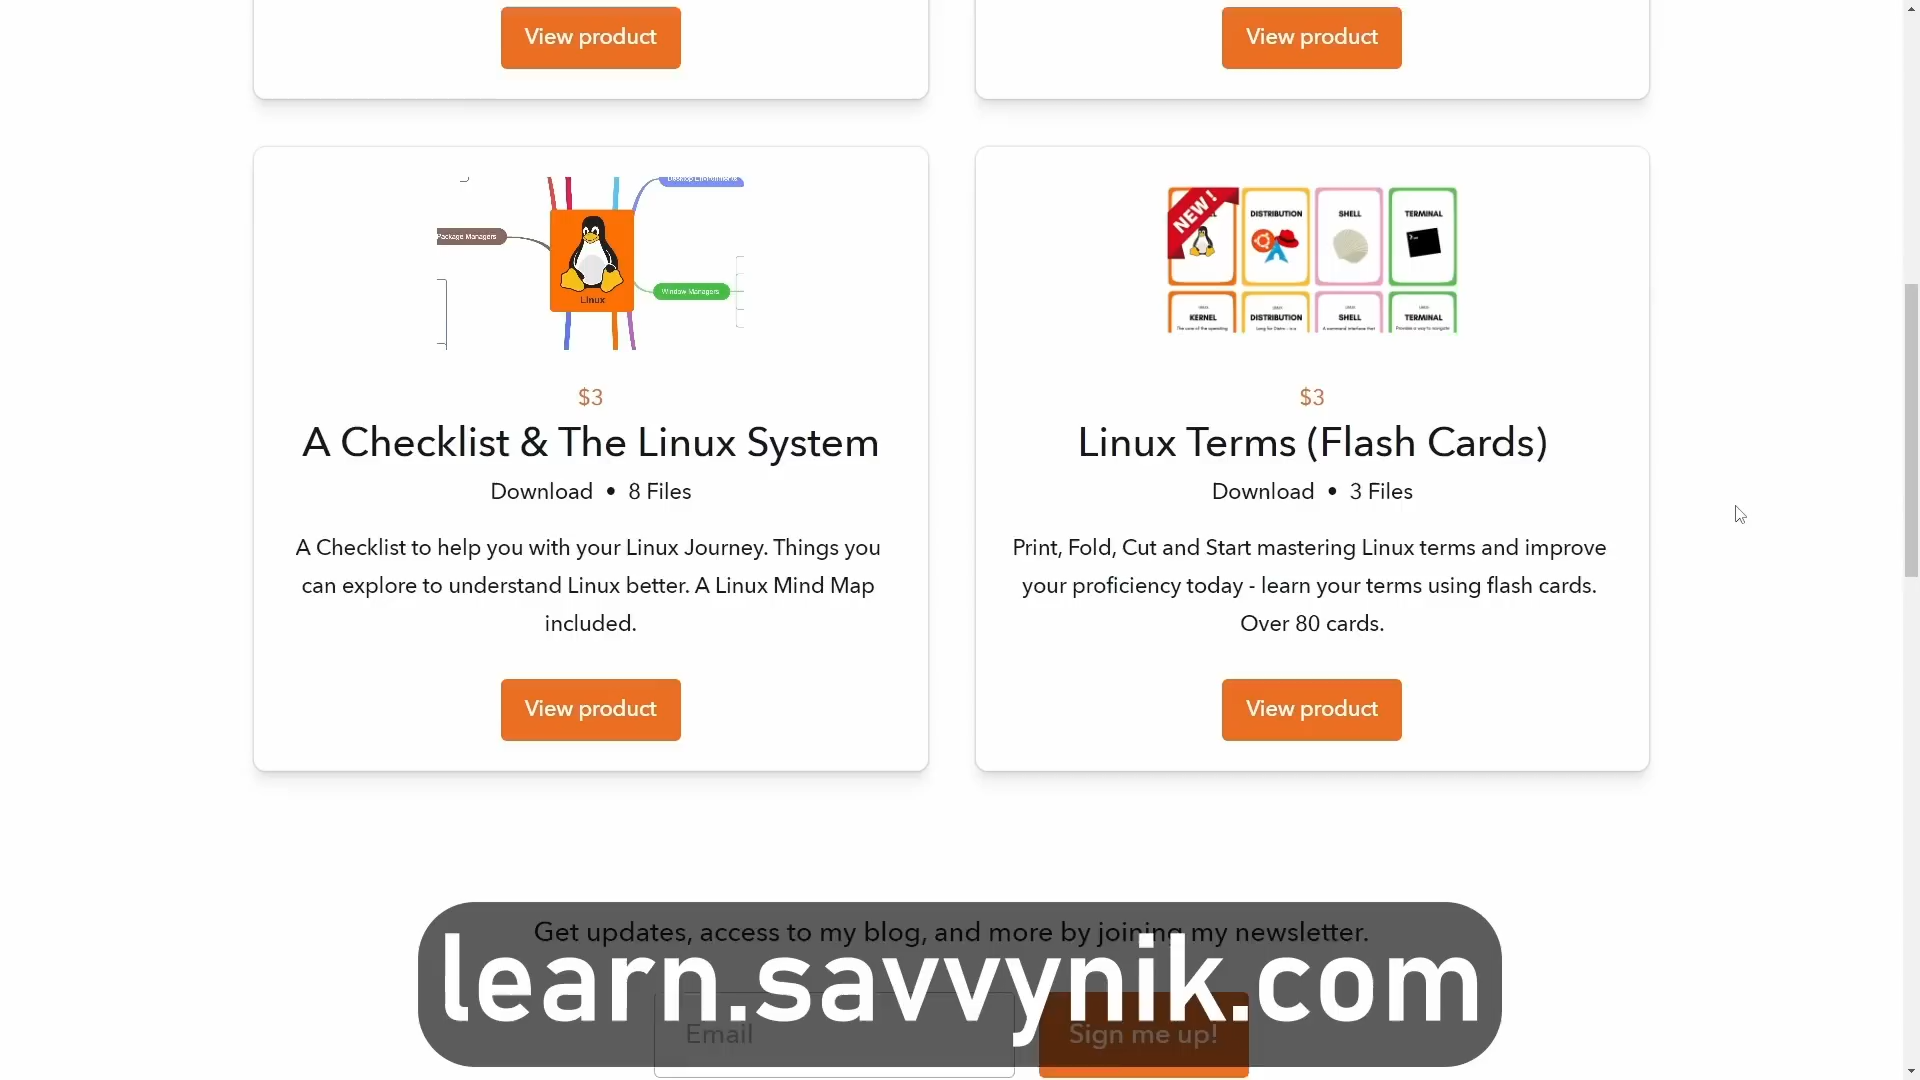 View product
View product
Package Managers
Linux
Window Managers
NEW !
DISTRIBUTION
SHELL
TERMINAL
KERNEL
DISTRIBUTION
SHELL
TERMINAL
$3
A Checklist & The Linux System
Download • 8 Files
A Checklist to help you with your Linux Journey. Things you
can explore to understand Linux better. A Linux Mind Map
included.
View product
$3
Linux Terms (Flash Cards)
Download • 3 Files
Print, Fold, Cut and Start mastering Linux terms and improve
your proficiency today - learn your terms using flash cards.
Over 80 cards.
View product
Get updates, access to my blog, and more by joining my newsletter.
learn.savvynik.com
Email
Sign me up!